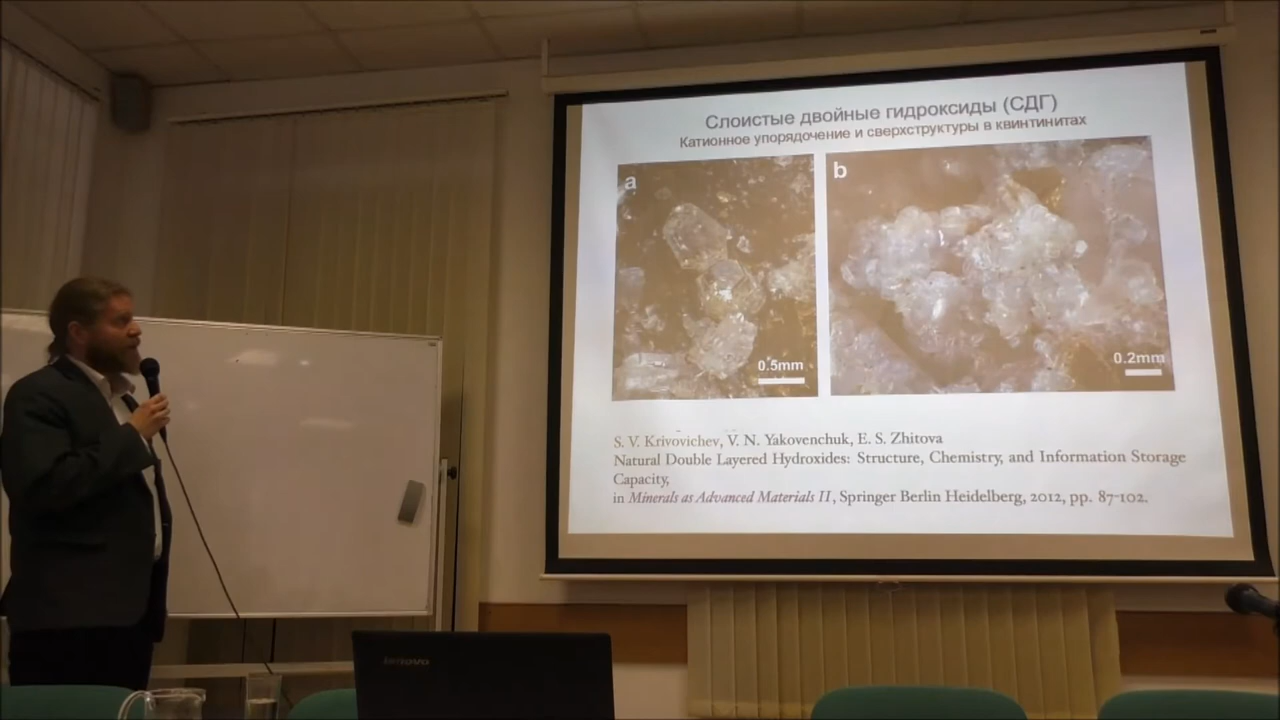 Слоистые двойные гидроксиды (СДГ)
Катионное упорядочение и сверхструктуры в квинтинитах
a
b
0.5mm
0.2mm
S. V. Krivovichev, V. N. Yakovenchuk, E. S. Zhitova
Natural Double Layered Hydroxides: Structure, Chemistry, and Information Storage
Capacity,
in Minerals as Advanced Materials II, Springer Berlin Heidelberg, 2012, pp. 87-102.
lenovo